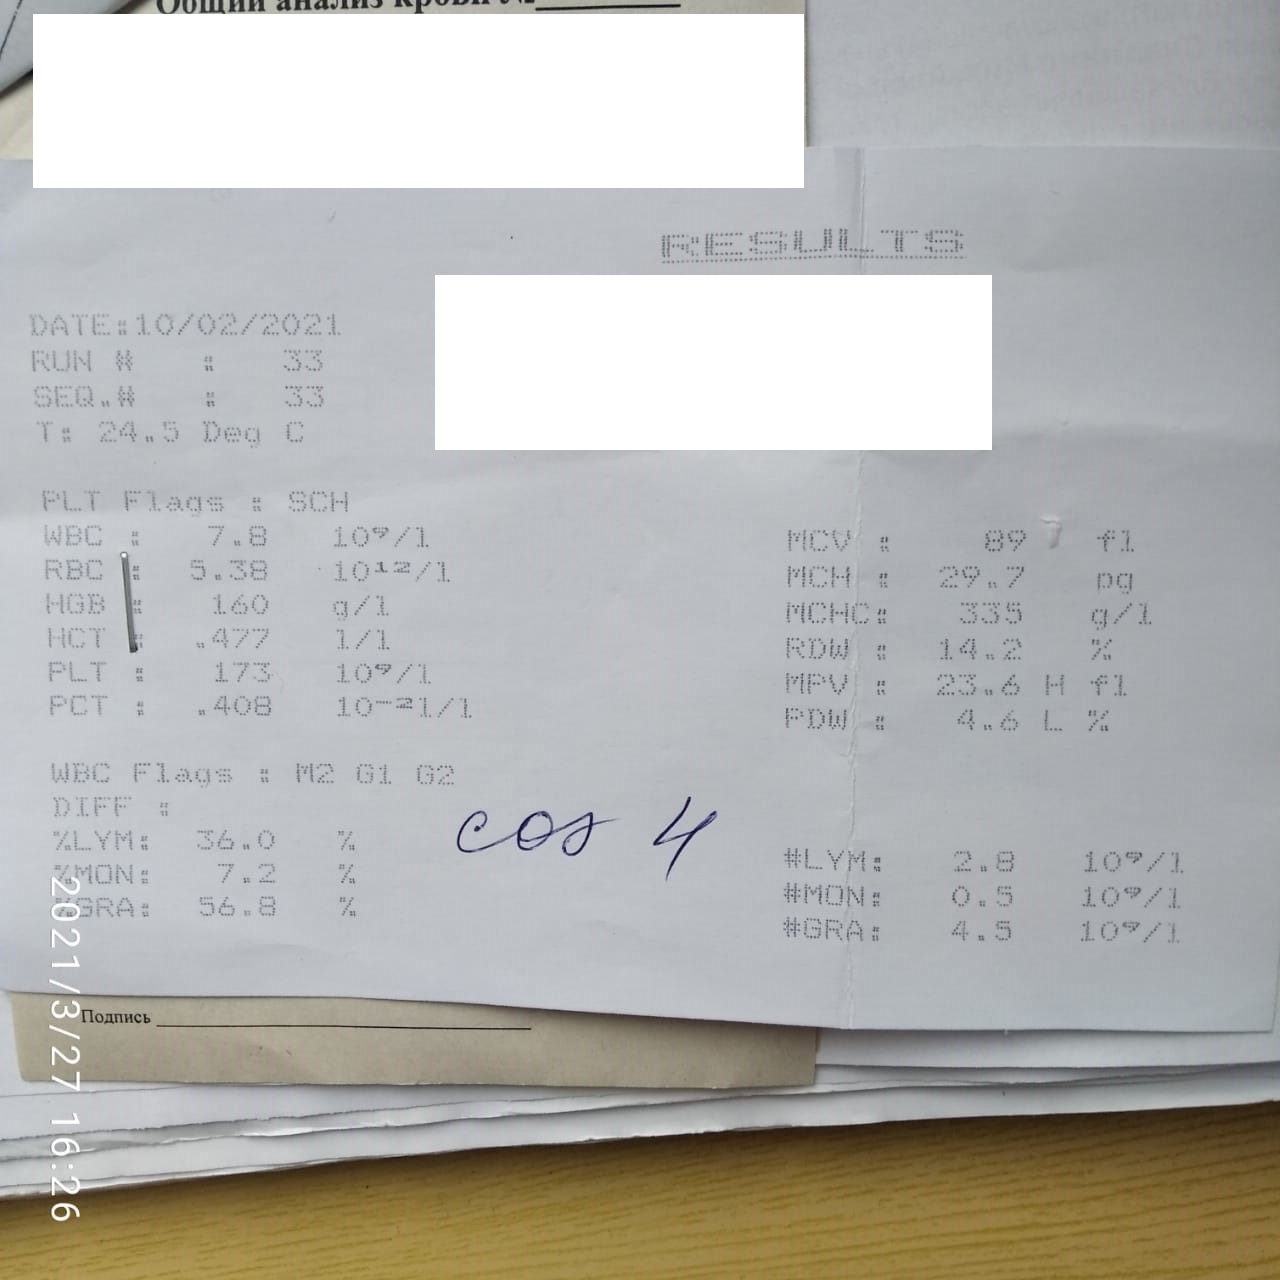 Общий анализ крови №
RESULTS
DATE:10/02/2021
RUN # : 33
SEQ.# : 33
T: 24.5 Deg C
PLT Flags : SCH
WBC : 7.8 10⁹/l
RBC : 5.38 10¹²/l
HGB : 160 g/l
HCT : .477 l/l
PLT : 173 10⁹/l
PCT : .408 10⁻²l/l
MCV : 89 fl
MCH : 29.7 pg
MCHC: 335 g/l
RDW : 14.2 %
MPV : 23.6 H fl
PDW : 4.6 L %
WBC Flags : M2 G1 G2
DIFF :
%LYM: 36.0 %
%MON: 7.2 %
%GRA: 56.8 %
соэ 4
#LYM: 2.8 10⁹/l
#MON: 0.5 10⁹/l
#GRA: 4.5 10⁹/l
Подпись
2021/3/27 16:26